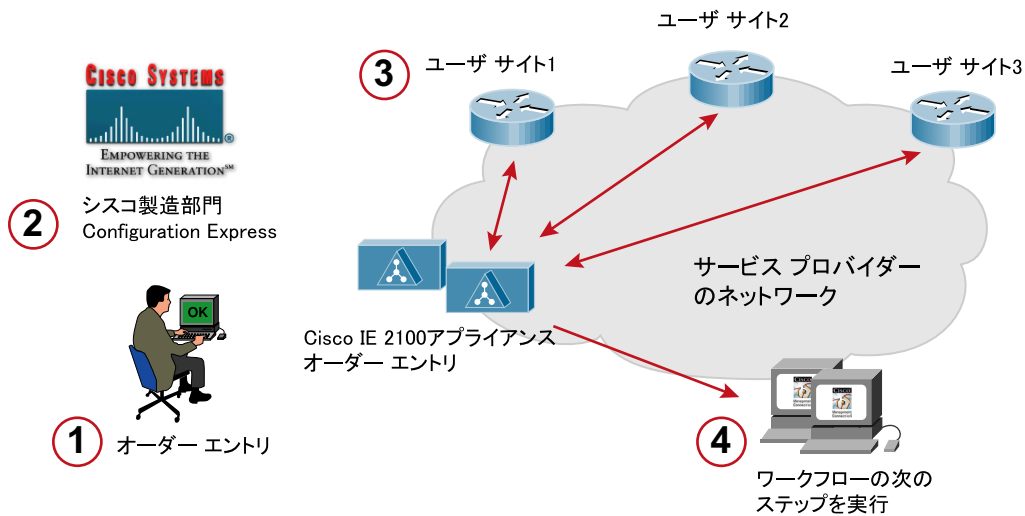 1
オーダー エントリ
OK
2
CISCO SYSTEMS
®
EMPOWERING THE
INTERNET GENERATION℠
シスコ製造部門
Configuration Express
3
ユーザ サイト1
ユーザ サイト2
ユーザ サイト3
サービス プロバイダー
のネットワーク
Cisco IE 2100アプライアンス
オーダー エントリ
4
CISCO
CISCO
Management
ワークフローの次の
ステップを実行